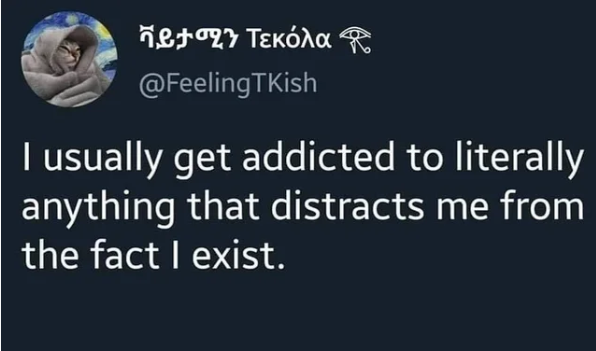 ቫይታሚን Τεκόλα 𓂀
@FeelingTKish
I usually get addicted to literally
anything that distracts me from
the fact I exist.